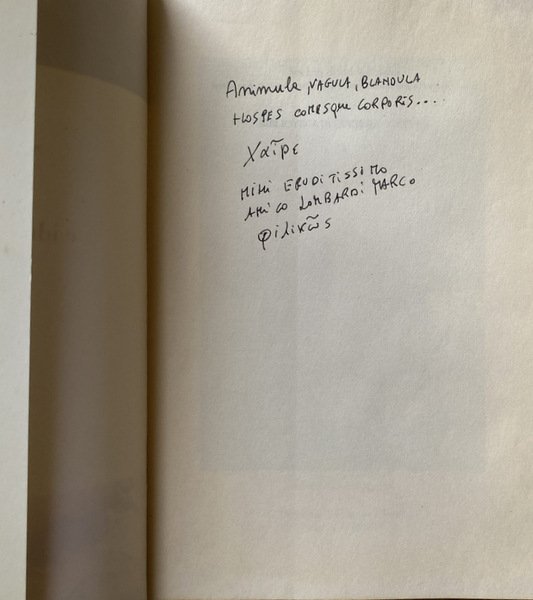 Animula, VAGULA, BLANDULA
HOSPES COMESQUE CORPORIS...
Χαῖρε
MIHI ERUDITISSIMO
AMICO LOMBARDI MARCO
φιλικῶς